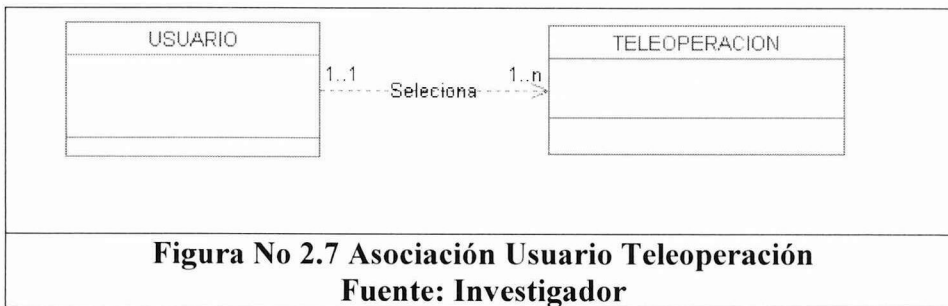 USUARIO
TELEOPERACION
1..1
1..n
Seleciona
Figura No 2.7 Asociación Usuario Teleoperación
Fuente: Investigador